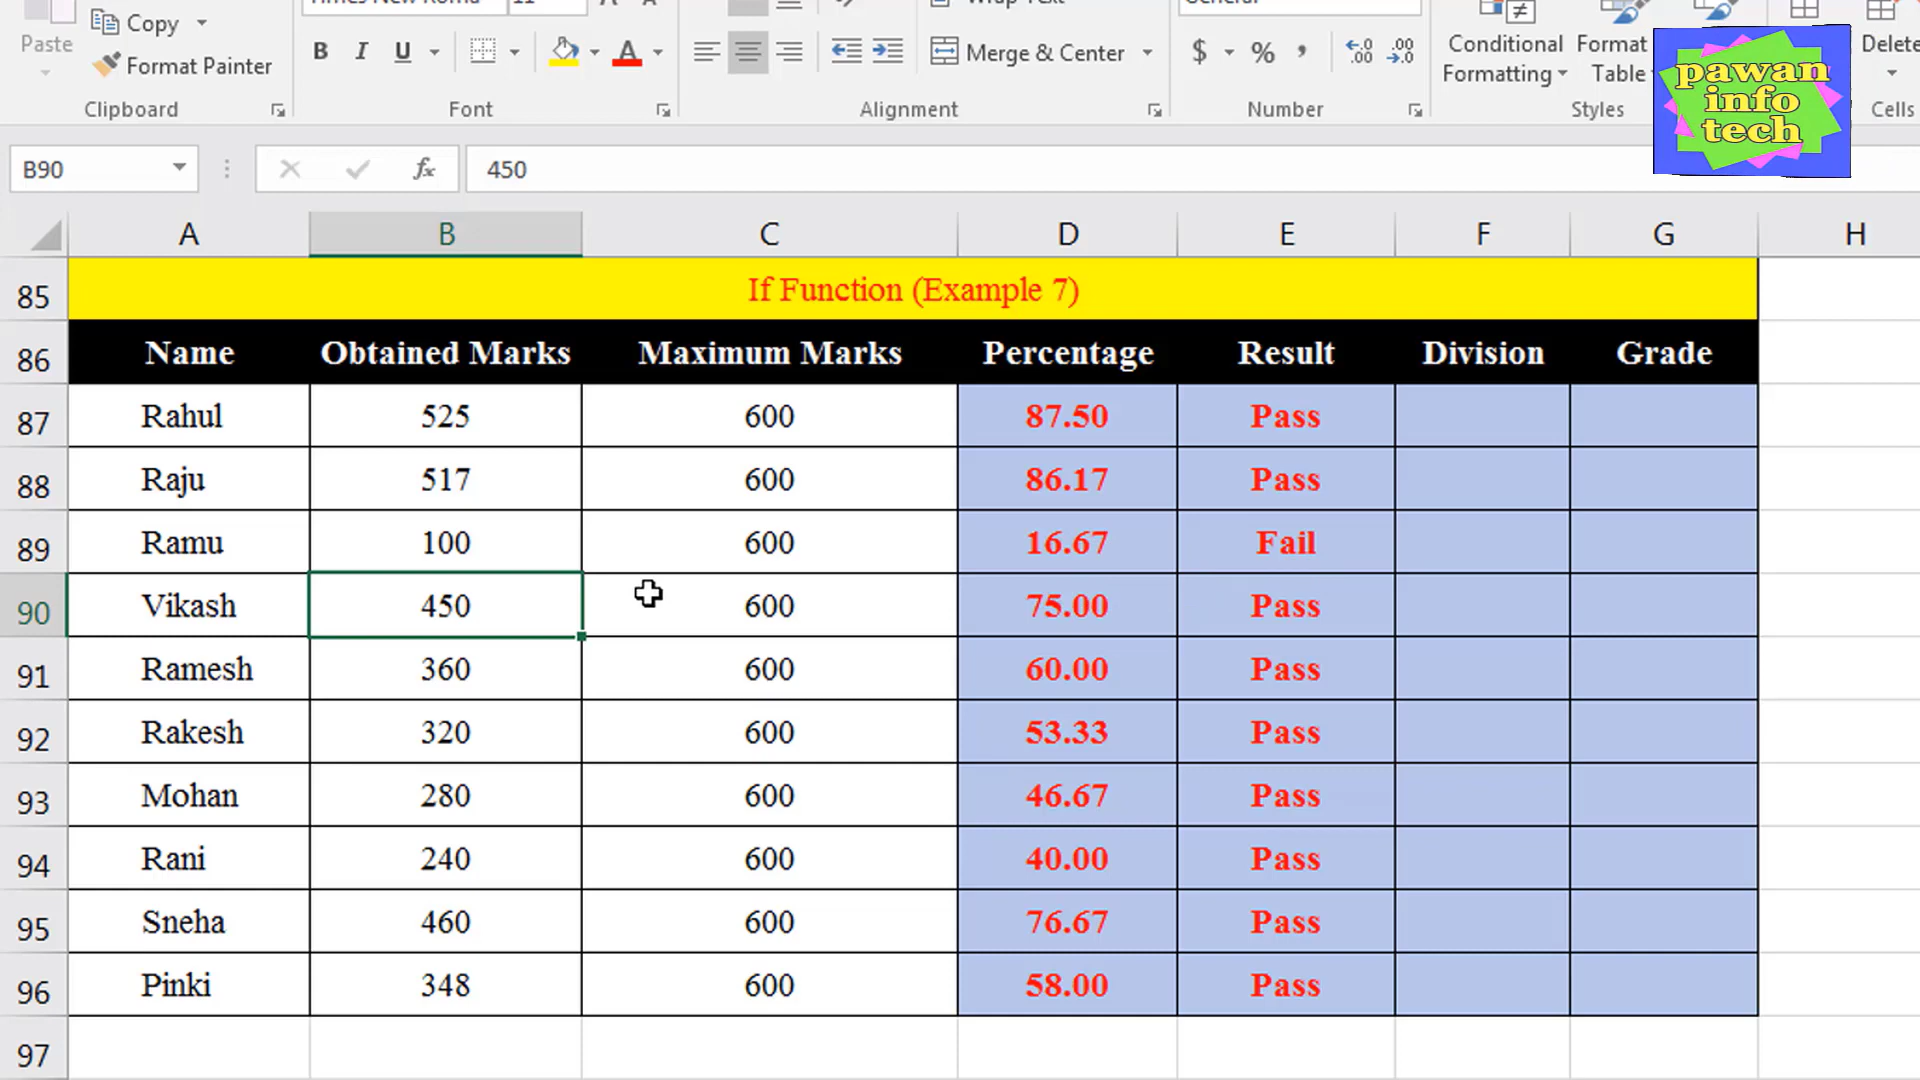 Copy
Paste
Format Painter
Clipboard
B I U A
Font
Merge & Center
Alignment
$ % ,
Number
Conditional
Formatting
Format
Table
Styles
Delete
Cells
pawan
info
tech
B90 fx 450
A B C D E F G H
85 If Function (Example 7)
86 Name Obtained Marks Maximum Marks Percentage Result Division Grade
87 Rahul 525 600 87.50 Pass
88 Raju 517 600 86.17 Pass
89 Ramu 100 600 16.67 Fail
90 Vikash 450 600 75.00 Pass
91 Ramesh 360 600 60.00 Pass
92 Rakesh 320 600 53.33 Pass
93 Mohan 280 600 46.67 Pass
94 Rani 240 600 40.00 Pass
95 Sneha 460 600 76.67 Pass
96 Pinki 348 600 58.00 Pass
97